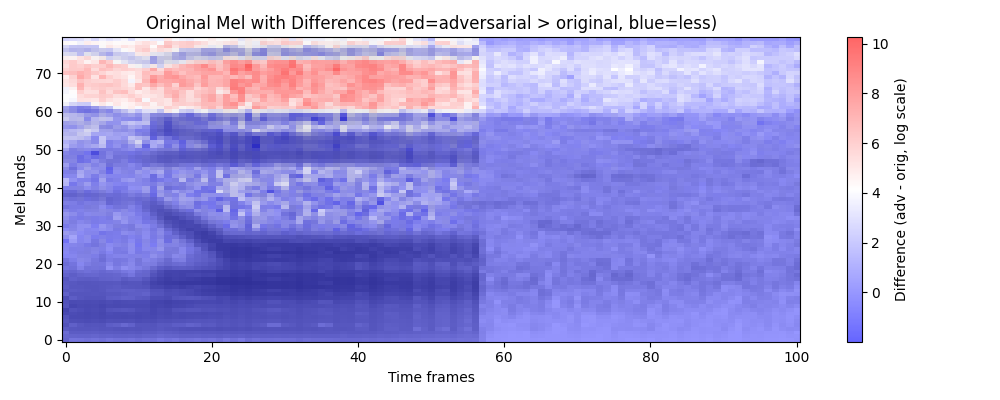 Original Mel with Differences (red=adversarial > original, blue=less)
Mel bands
70
60
50
40
30
20
10
0
0 20 40 60 80 100
Time frames
10
8
6
4
2
0
Difference (adv - orig, log scale)